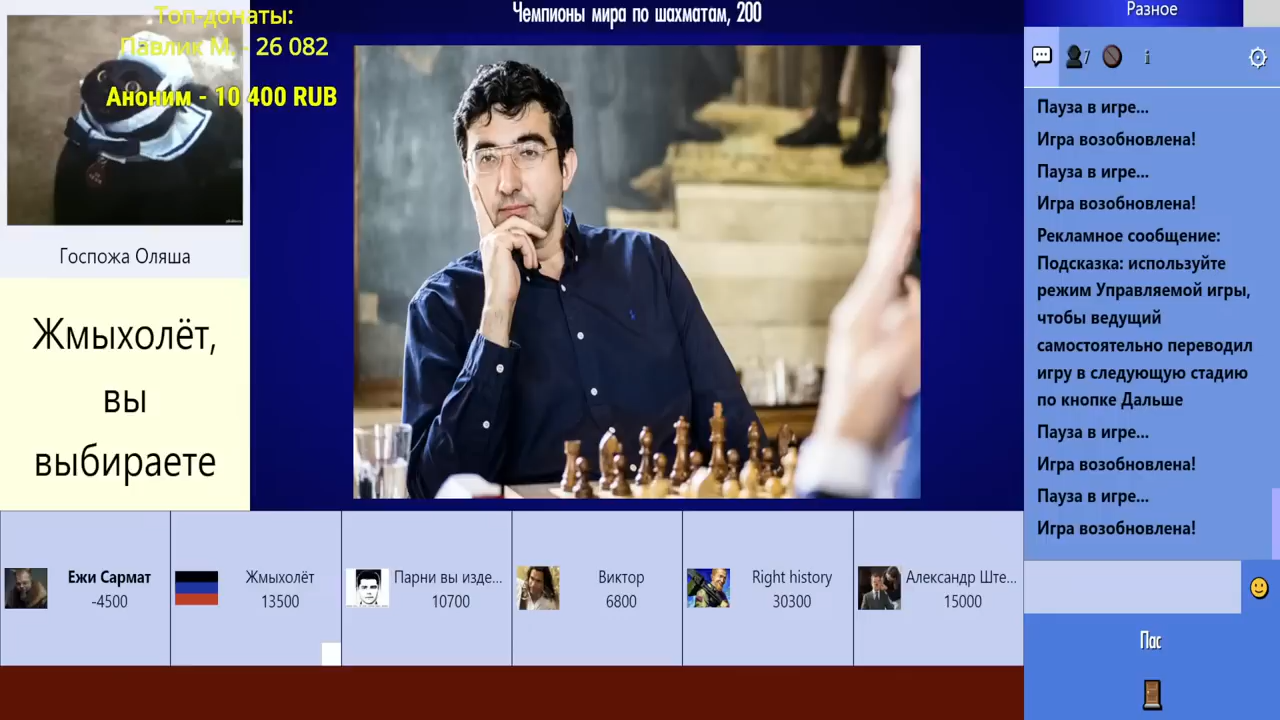 Топ-донаты:
Павлик М. - 26 082
Аноним - 10 400 RUB
Госпожа Оляша
Жмыхолёт,
вы
выбираете
Чемпионы мира по шахматам, 200
Разное
7
i
Пауза в игре...
Игра возобновлена!
Пауза в игре...
Игра возобновлена!
Рекламное сообщение:
Подсказка: используйте
режим Управляемой игры,
чтобы ведущий
самостоятельно переводил
игру в следующую стадию
по кнопке Дальше
Пауза в игре...
Игра возобновлена!
Пауза в игре...
Игра возобновлена!
Ежи Сармат
-4500
Жмыхолёт
13500
Парни вы изде...
10700
Виктор
6800
Right history
30300
Александр Ште...
15000
Пас